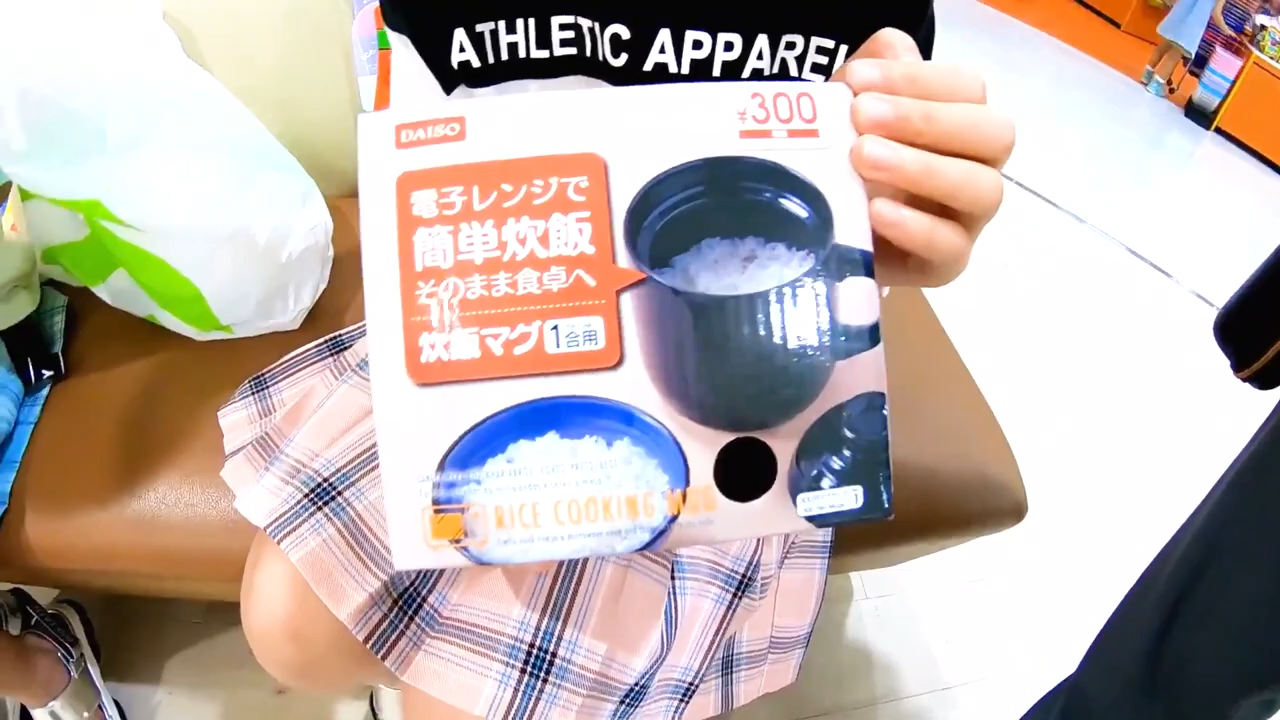 ATHLETIC APPAREL
DAISO
¥300
電子レンジで
簡単炊飯
そのまま食卓へ
炊飯マグ 1合用
RICE COOKING MUG